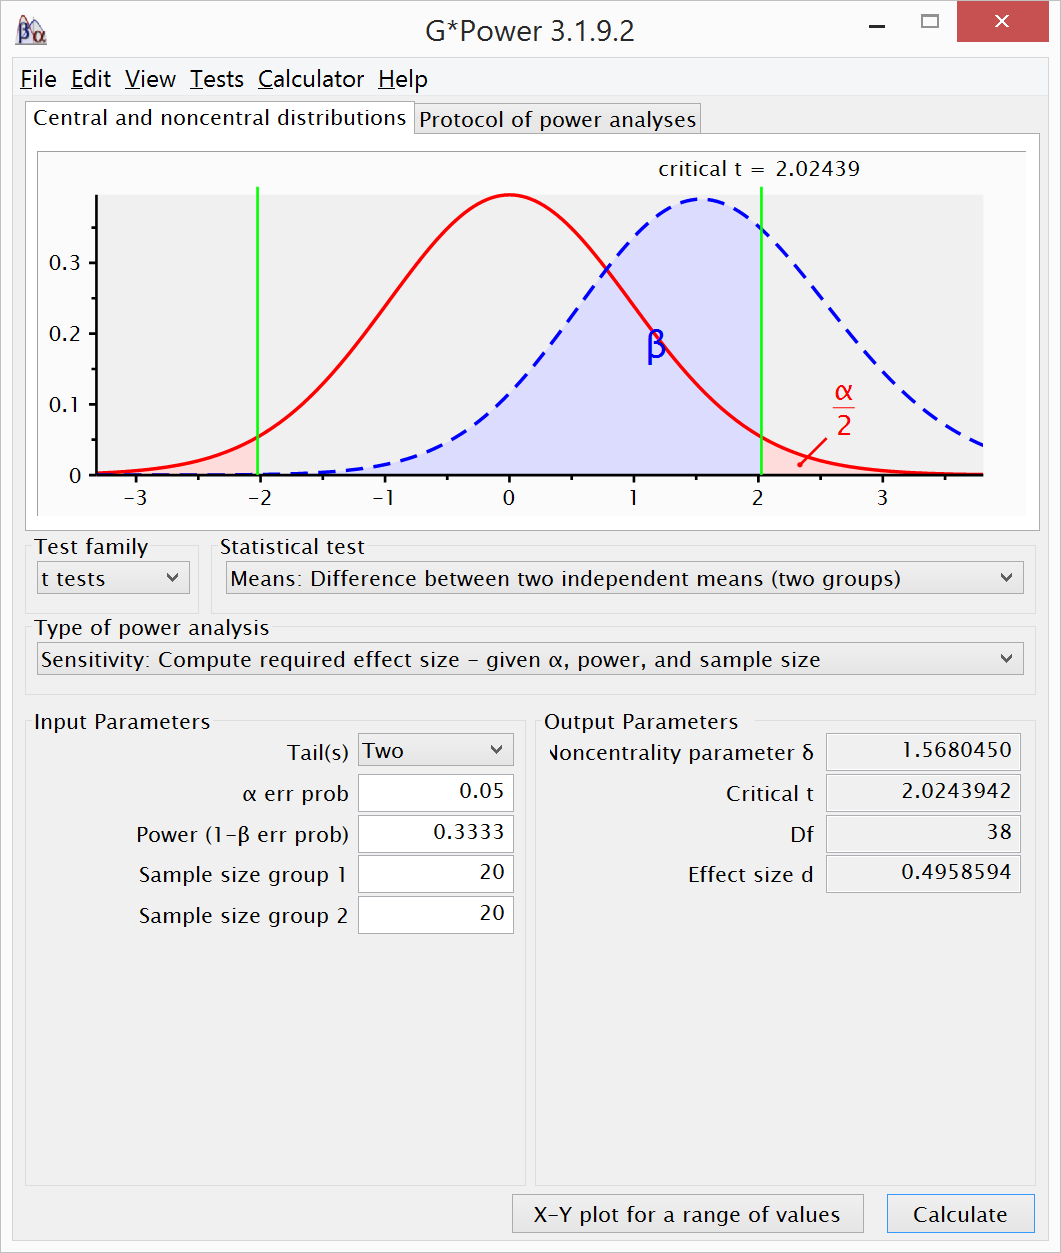 G*Power 3.1.9.2
File Edit View Tests Calculator Help
Central and noncentral distributions Protocol of power analyses
critical t = 2.02439
0.3
0.2
0.1
0
β
α
2
−3 −2 −1 0 1 2 3
Test family Statistical test
t tests Means: Difference between two independent means (two groups)
Type of power analysis
Sensitivity: Compute required effect size – given α, power, and sample size
Input Parameters
Tail(s) Two
α err prob 0.05
Power (1−β err prob) 0.3333
Sample size group 1 20
Sample size group 2 20
Output Parameters
Noncentrality parameter δ 1.5680450
Critical t 2.0243942
Df 38
Effect size d 0.4958594
X−Y plot for a range of values Calculate